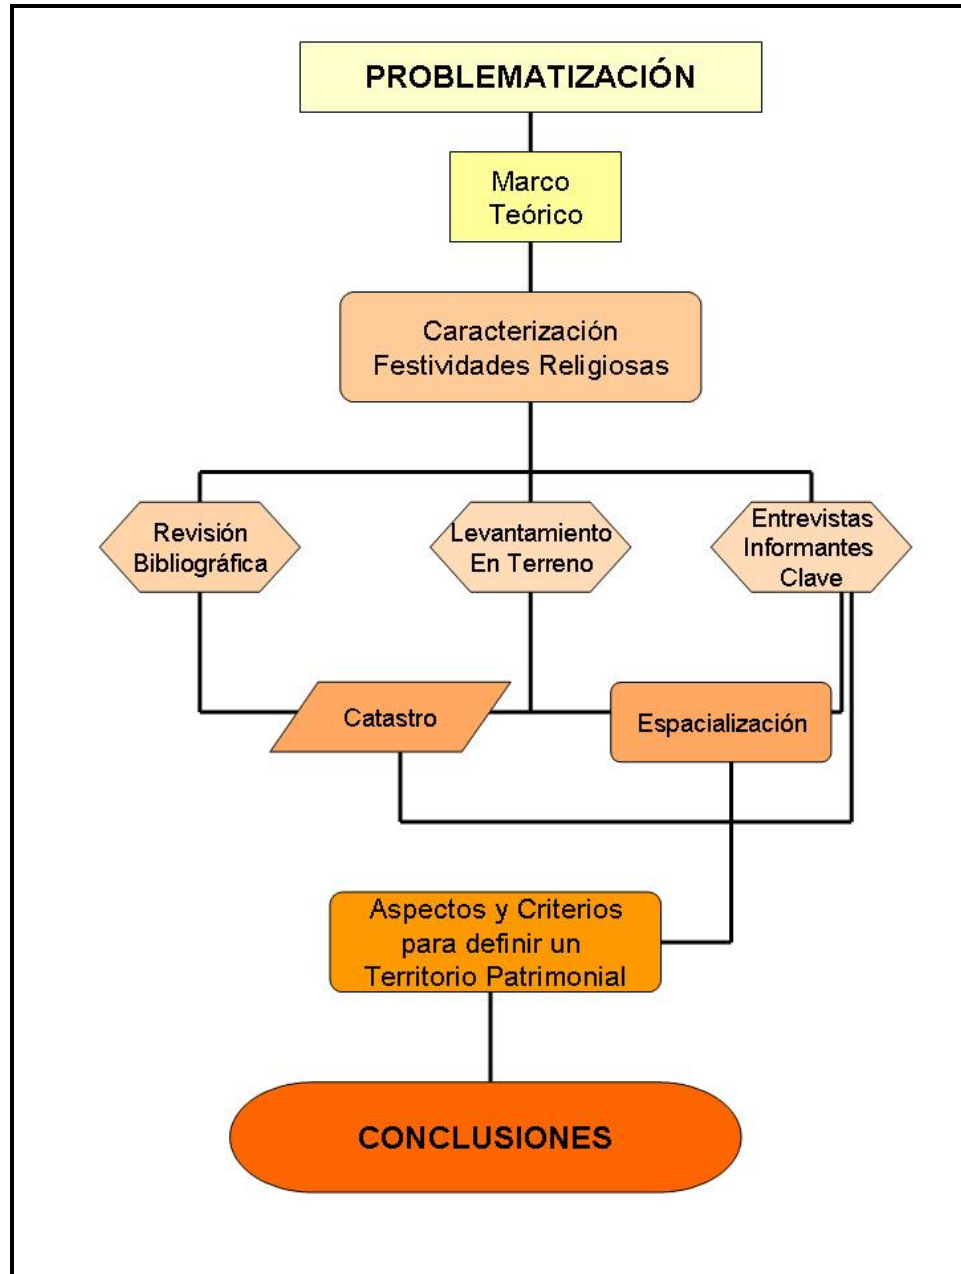 PROBLEMATIZACIÓN
Marco
Teórico
Caracterización
Festividades Religiosas
Revisión
Bibliográfica
Levantamiento
En Terreno
Entrevistas
Informantes
Clave
Catastro
Espacialización
Aspectos y Criterios
para definir un
Territorio Patrimonial
CONCLUSIONES